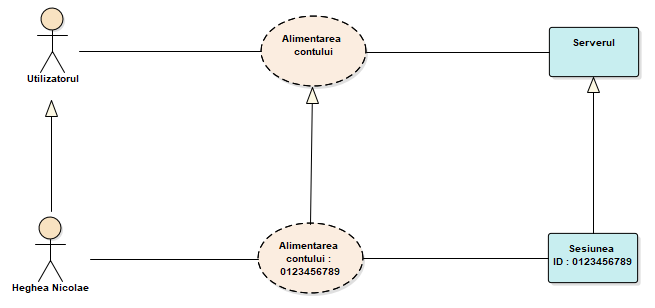 Alimentarea
contului
Serverul
Utilizatorul
Alimentarea
contului :
0123456789
Sesiunea
ID : 0123456789
Heghea Nicolae